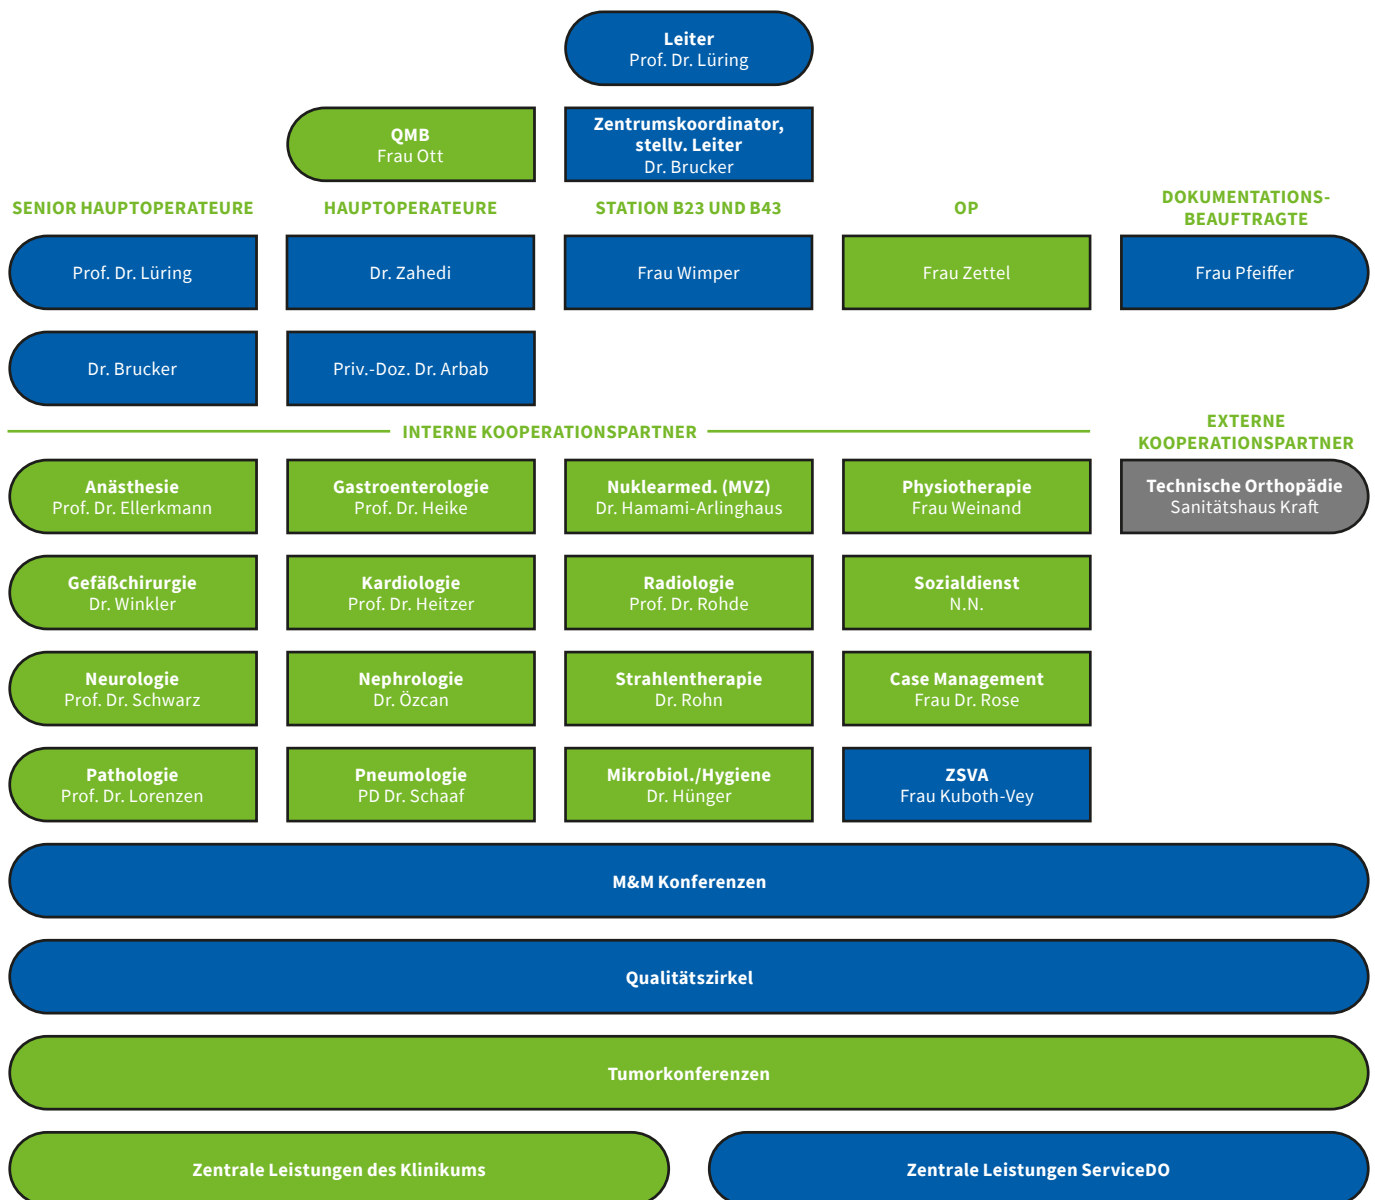 Leiter
Prof. Dr. Lüring
QMB
Frau Ott
Zentrumskoordinator,
stellv. Leiter
Dr. Brucker
SENIOR HAUPTOPERATEURE
HAUPTOPERATEURE
STATION B23 UND B43
OP
DOKUMENTATIONS-
BEAUFTRAGTE
Prof. Dr. Lüring
Dr. Zahedi
Frau Wimper
Frau Zettel
Frau Pfeiffer
Dr. Brucker
Priv.-Doz. Dr. Arbab
INTERNE KOOPERATIONSPARTNER
EXTERNE
KOOPERATIONSPARTNER
Anästhesie
Prof. Dr. Ellerkmann
Gastroenterologie
Prof. Dr. Heike
Nuklearmed. (MVZ)
Dr. Hamami-Arlinghaus
Physiotherapie
Frau Weinand
Technische Orthopädie
Sanitätshaus Kraft
Gefäßchirurgie
Dr. Winkler
Kardiologie
Prof. Dr. Heitzer
Radiologie
Prof. Dr. Rohde
Sozialdienst
N.N.
Neurologie
Prof. Dr. Schwarz
Nephrologie
Dr. Özcan
Strahlentherapie
Dr. Rohn
Case Management
Frau Dr. Rose
Pathologie
Prof. Dr. Lorenzen
Pneumologie
PD Dr. Schaaf
Mikrobiol./Hygiene
Dr. Hünger
ZSVA
Frau Kuboth-Vey
M&M Konferenzen
Qualitätszirkel
Tumorkonferenzen
Zentrale Leistungen des Klinikums
Zentrale Leistungen ServiceDO